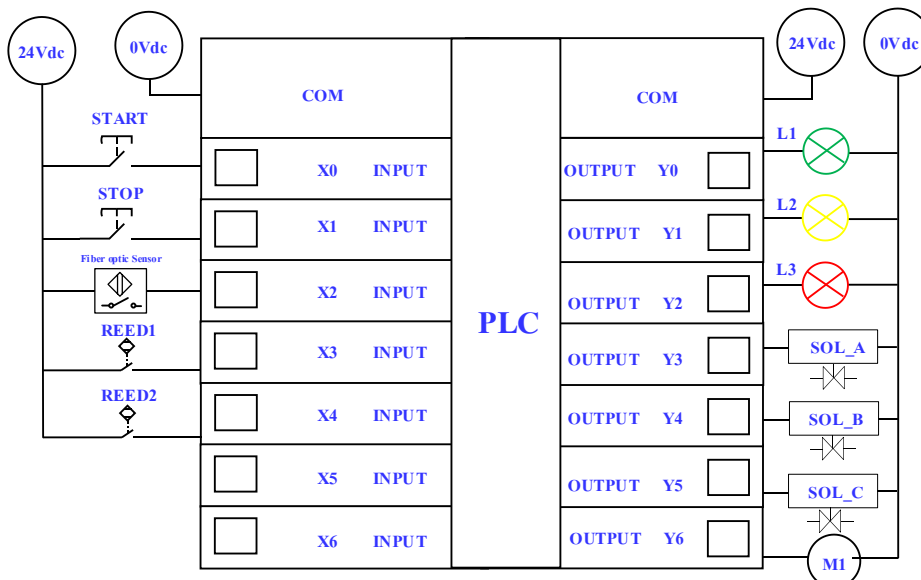 24Vdc
0Vdc
24Vdc
0Vdc
COM
COM
START
L1
X0 INPUT
OUTPUT Y0
STOP
L2
X1 INPUT
OUTPUT Y1
Fiber optic Sensor
L3
X2 INPUT
OUTPUT Y2
PLC
REED1
X3 INPUT
OUTPUT Y3
SOL_A
REED2
X4 INPUT
OUTPUT Y4
SOL_B
X5 INPUT
OUTPUT Y5
SOL_C
X6 INPUT
OUTPUT Y6
M1